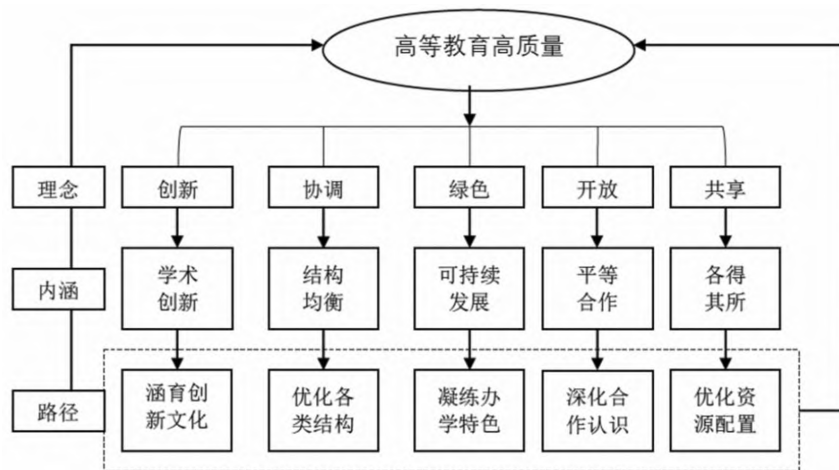 高等教育高质量
理念
创新
协调
绿色
开放
共享
内涵
学术
创新
结构
均衡
可持续
发展
平等
合作
各得
其所
路径
涵育创
新文化
优化各
类结构
凝练办
学特色
深化合
作认识
优化资
源配置